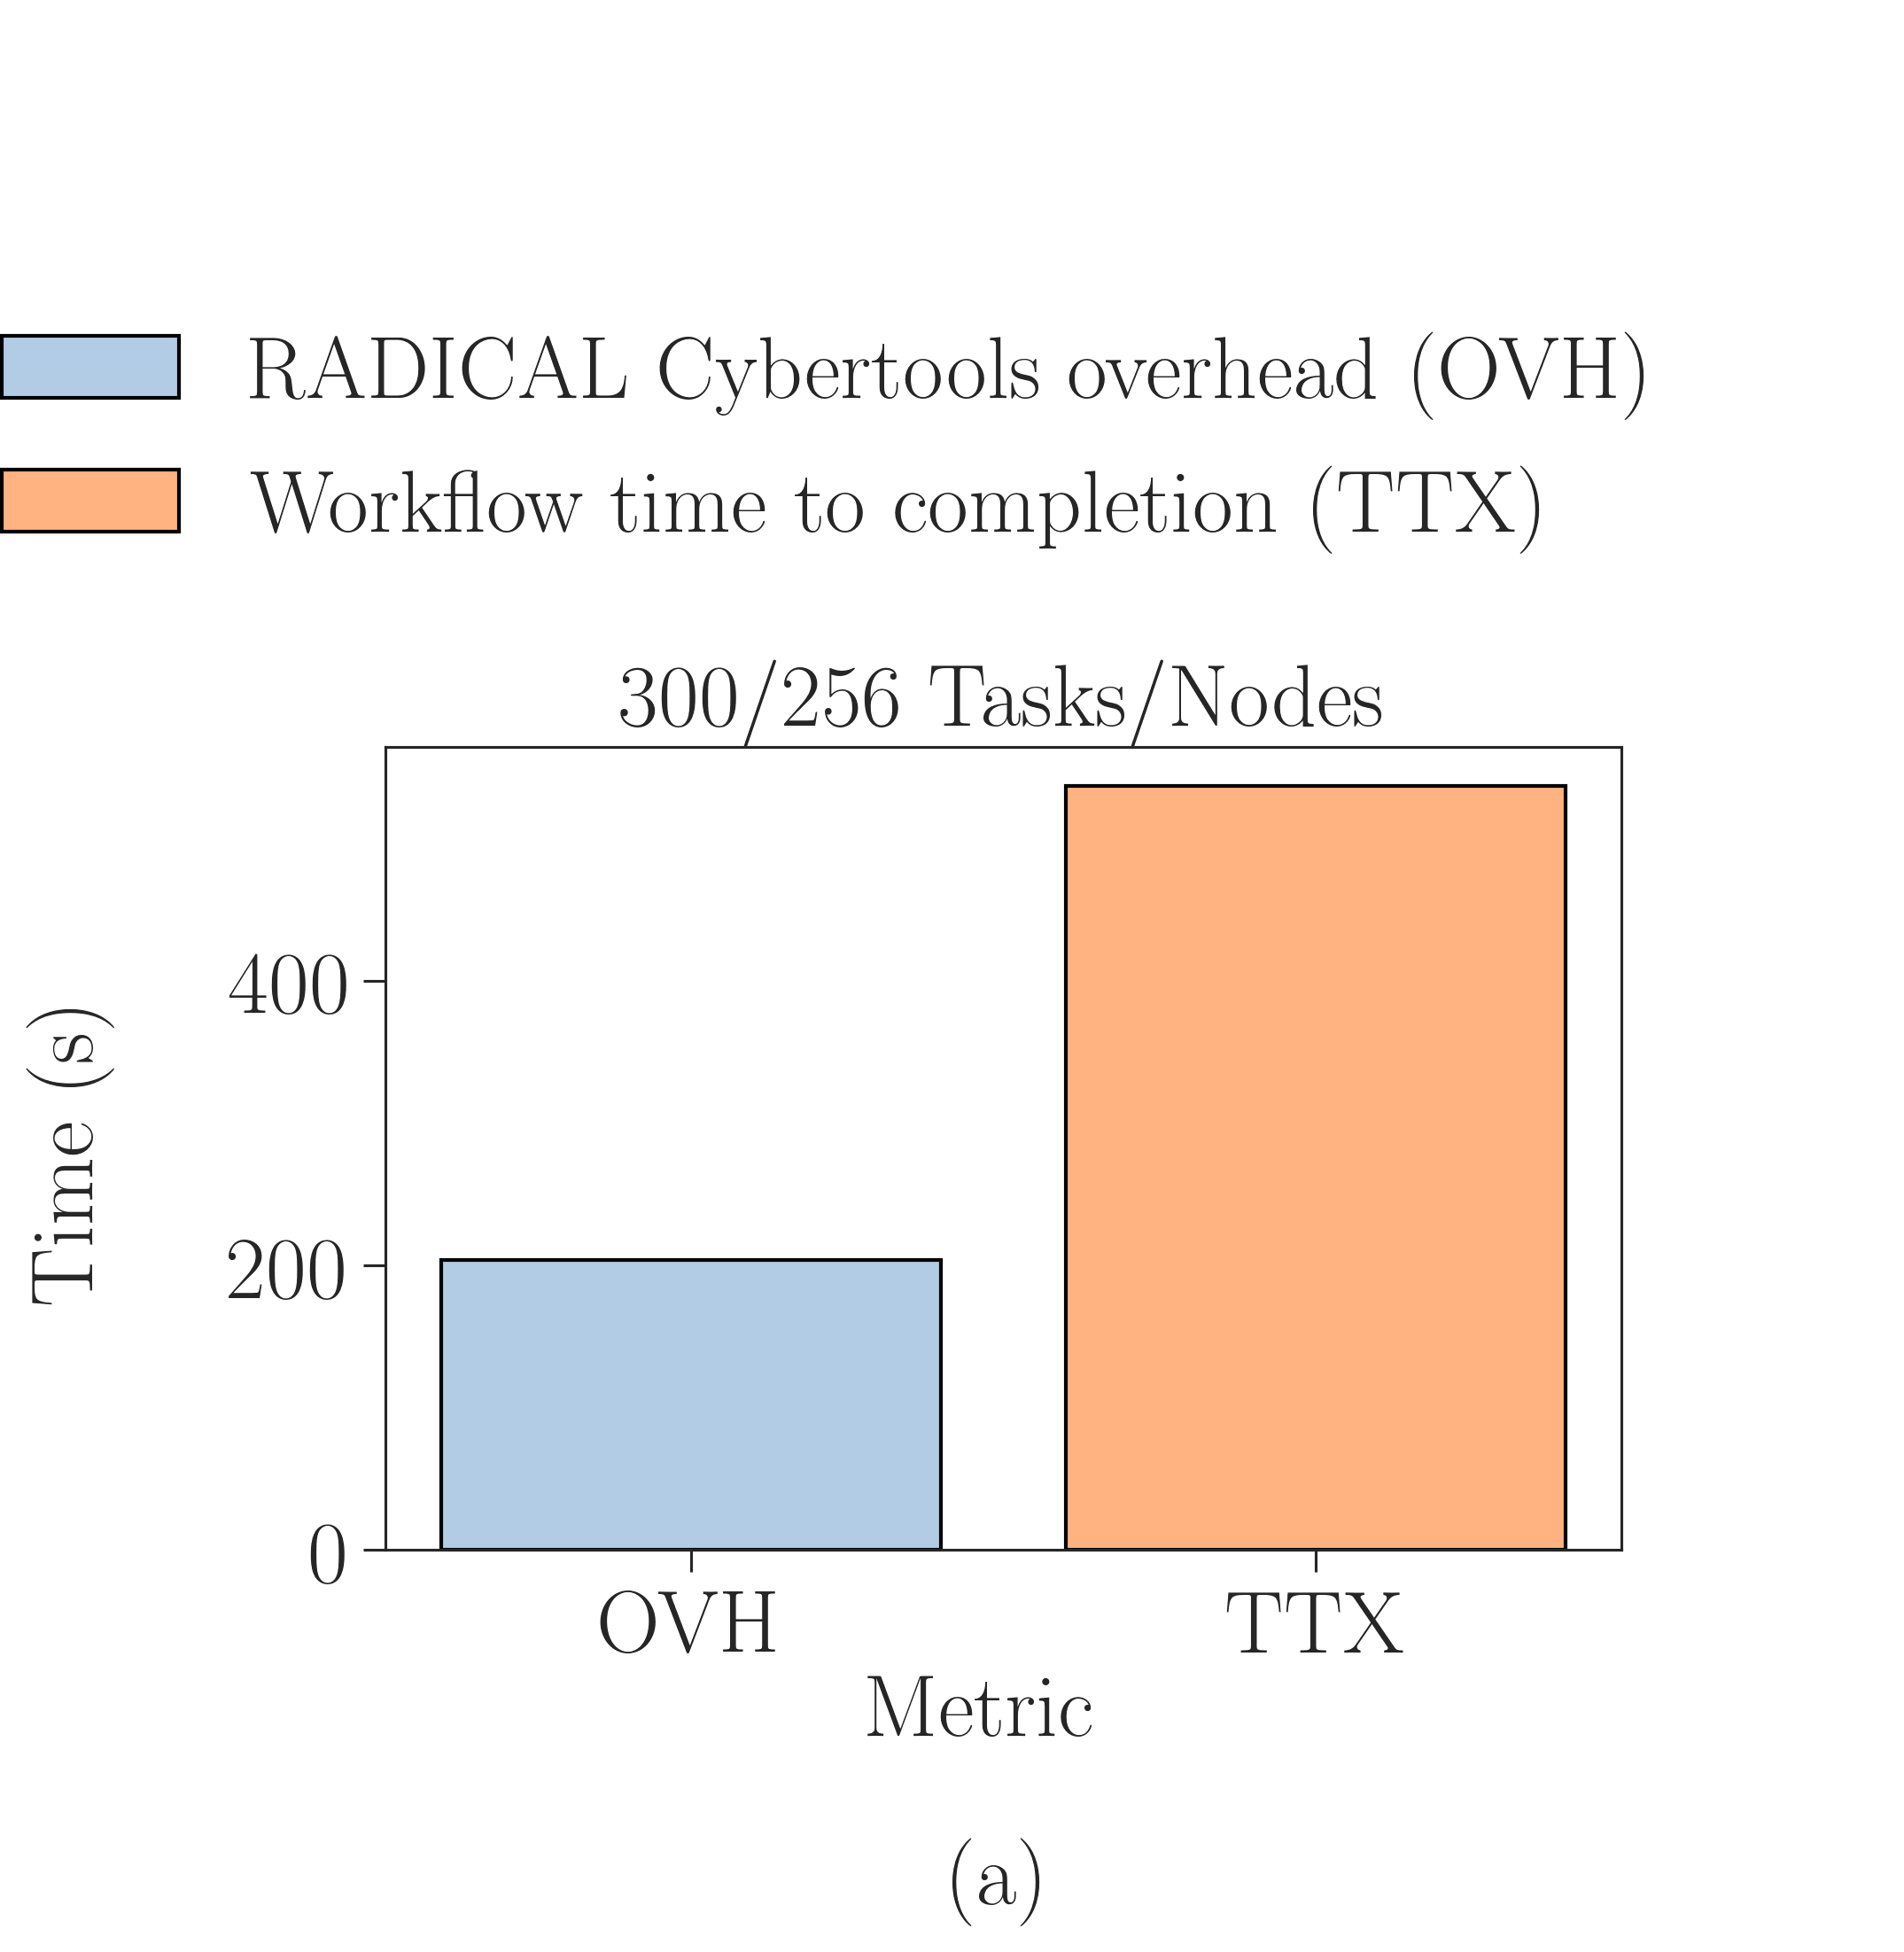 RADICAL Cybertools overhead (OVH)
Workflow time to completion (TTX)
300/256 Tasks/Nodes
400
200
0
Time (s)
OVH TTX
Metric
(a)